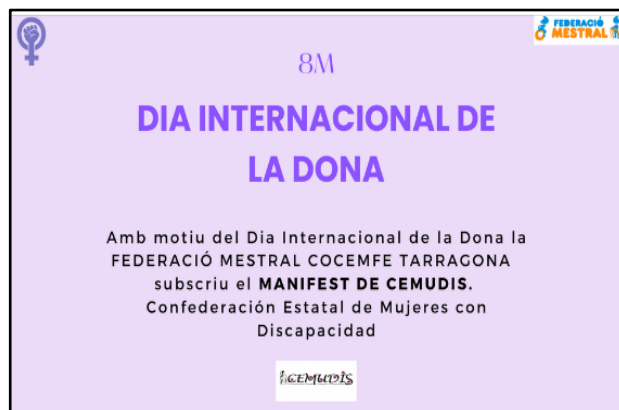 FEDERACIÓ
MESTRAL
8M
DIA INTERNACIONAL DE
LA DONA
Amb motiu del Dia Internacional de la Dona la
FEDERACIÓ MESTRAL COCEMFE TARRAGONA
subscriu el MANIFEST DE CEMUDIS.
Confederación Estatal de Mujeres con
Discapacidad
CEMUDIS